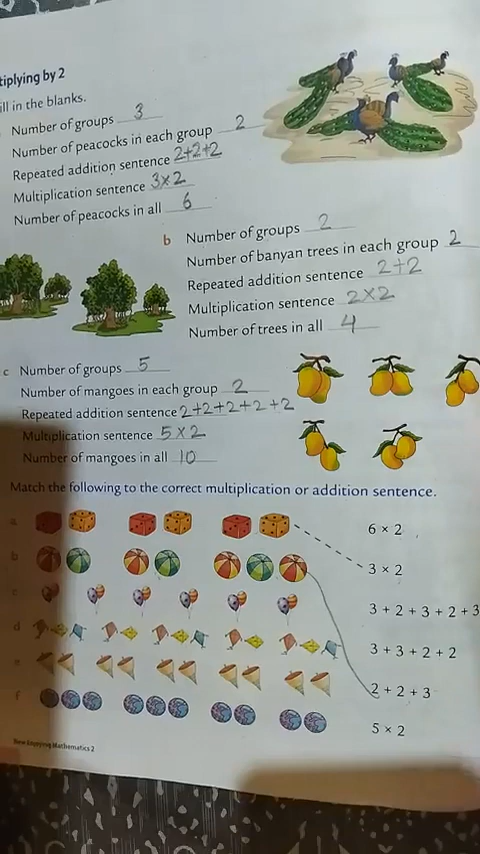 tiplying by 2
ill in the blanks.
Number of groups 3
Number of peacocks in each group 2
Repeated addition sentence 2+2+2
Multiplication sentence 3×2
Number of peacocks in all 6
b Number of groups 2
Number of banyan trees in each group 2
Repeated addition sentence 2+2
Multiplication sentence 2×2
Number of trees in all 4
c Number of groups 5
Number of mangoes in each group 2
Repeated addition sentence 2+2+2+2+2
Multiplication sentence 5×2
Number of mangoes in all 10
Match the following to the correct multiplication or addition sentence.
a 6 × 2
b 3 × 2
c 3 + 2 + 3 + 2 + 3
d 3 + 3 + 2 + 2
e 2 + 2 + 3
f 5 × 2
New Enjoying Mathematics 2